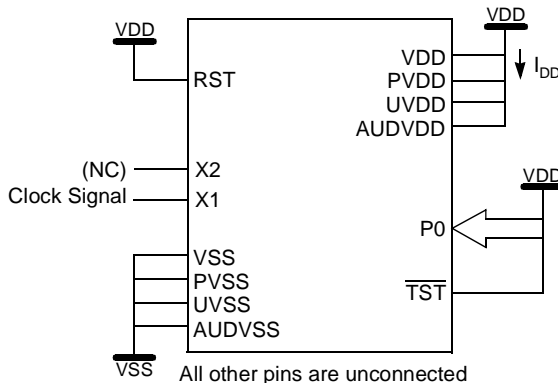 VDD
VDD
VDD
I_DD
PVDD
RST
UVDD
AUDVDD
(NC)
X2
VDD
Clock Signal
X1
P0
VSS
PVSS
TST
UVSS
AUDVSS
VSS
All other pins are unconnected